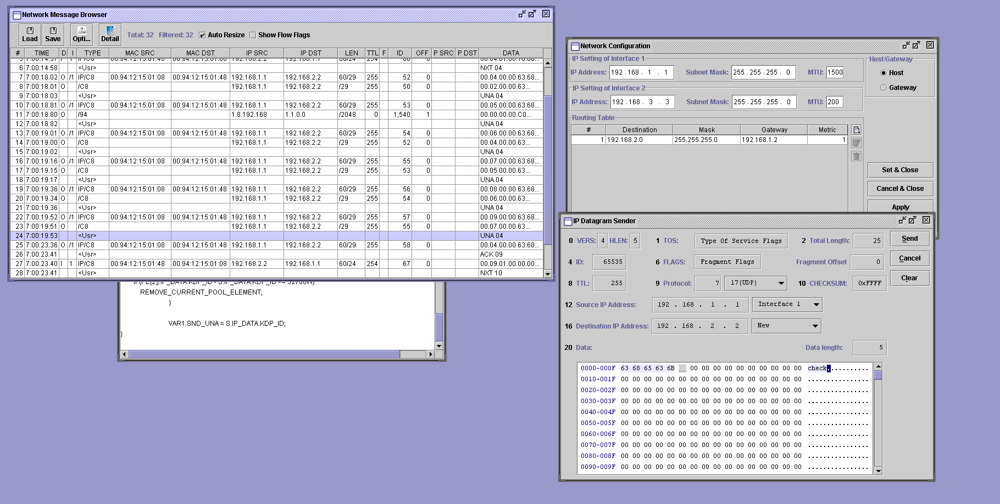 Network Message Browser
Load Save Opti... Detail Total: 32 Filtered: 32 Auto Resize Show Flow Flags
# TIME D I TYPE MAC SRC MAC DST IP SRC IP DST LEN TTL F ID OFF P SRC P DST DATA
6 7:00:14.58 <Usr> NXT 04
7 7:00:18.02 O /1 IP/C8 00:94:12:15:01:08 00:94:12:15:01:48 192.168.1.1 192.168.2.2 60/29 255 52 0 00.04.00.00.63.68...
8 7:00:18.01 O /C8 192.168.1.1 192.168.2.2 /29 255 50 0 00.02.00.00.63...
9 7:00:18.03 <Usr> UNA 04
10 7:00:18.81 O /1 IP/C8 00:94:12:15:01:08 00:94:12:15:01:48 192.168.1.1 192.168.2.2 60/29 255 53 0 00.05.00.00.63.68...
11 7:00:18.80 O /94 1.8.192.168 1.1.0.0 /2048 0 1,540 1 00.00.00.00.C0...
12 7:00:18.82 <Usr> UNA 04
13 7:00:19.01 O /1 IP/C8 00:94:12:15:01:08 00:94:12:15:01:48 192.168.1.1 192.168.2.2 60/29 255 54 0 00.06.00.00.63.68...
14 7:00:19.00 O /C8 192.168.1.1 192.168.2.2 /29 255 52 0 00.04.00.00.63...
15 7:00:19.02 <Usr> UNA 04
16 7:00:19.16 O /1 IP/C8 00:94:12:15:01:08 00:94:12:15:01:48 192.168.1.1 192.168.2.2 60/29 255 55 0 00.07.00.00.63.68...
17 7:00:19.15 O /C8 192.168.1.1 192.168.2.2 /29 255 53 0 00.05.00.00.63...
18 7:00:19.17 <Usr> UNA 04
19 7:00:19.36 O /1 IP/C8 00:94:12:15:01:08 00:94:12:15:01:48 192.168.1.1 192.168.2.2 60/29 255 56 0 00.08.00.00.63.68...
20 7:00:19.34 O /C8 192.168.1.1 192.168.2.2 /29 255 54 0 00.06.00.00.63...
21 7:00:19.36 <Usr> UNA 04
22 7:00:19.52 O /1 IP/C8 00:94:12:15:01:08 00:94:12:15:01:48 192.168.1.1 192.168.2.2 60/29 255 57 0 00.09.00.00.63.68...
23 7:00:19.51 O /C8 192.168.1.1 192.168.2.2 /29 255 55 0 00.07.00.00.63...
24 7:00:19.53 <Usr> UNA 04
25 7:00:23.36 O /1 IP/C8 00:94:12:15:01:08 00:94:12:15:01:48 192.168.1.1 192.168.2.2 60/29 255 58 0 00.04.00.00.63.68...
26 7:00:23.41 <Usr> ACK 09
27 7:00:23.40 I 1 IP/C8 00:94:12:15:01:48 00:94:12:15:01:08 192.168.2.2 192.168.1.1 60/24 254 67 0 00.09.01.00.00.00...
28 7:00:23.41 <Usr> NXT 10
REMOVE_CURRENT_POOL_ELEMENT;
}
VAR1.SND_UNA = S.IP_DATA.KDP_ID;
}
Network Configuration
IP Setting of Interface 1
IP Address: 192 . 168 . 1 . 1 Subnet Mask: 255 . 255 . 255 . 0 MTU: 1500
IP Setting of Interface 2
IP Address: 192 . 168 . 3 . 3 Subnet Mask: 255 . 255 . 255 . 0 MTU: 200
Host/Gateway
Host
Gateway
Routing Table
# Destination Mask Gateway Metric
1 192.168.2.0 255.255.255.0 192.168.1.2 1
Set & Close
Cancel & Close
Apply
IP Datagram Sender
0 VERS: 4 HLEN: 5 1 TOS: Type Of Service Flags 2 Total Length: 25 Send
4 ID: 65535 6 FLAGS: Fragment Flags Fragment Offset 0 Cancel
8 TTL: 255 9 Protocol: 7 17(UDP) 10 CHECKSUM: 0xFFFF Clear
12 Source IP Address: 192 . 168 . 1 . 1 Interface 1
16 Destination IP Address: 192 . 168 . 2 . 2 New
20 Data: Data length: 5
0000-000F 63 68 65 63 6B 00 00 00 00 00 00 00 00 00 00 00 check...........
0010-001F 00 00 00 00 00 00 00 00 00 00 00 00 00 00 00 00 ................
0020-002F 00 00 00 00 00 00 00 00 00 00 00 00 00 00 00 00 ................
0030-003F 00 00 00 00 00 00 00 00 00 00 00 00 00 00 00 00 ................
0040-004F 00 00 00 00 00 00 00 00 00 00 00 00 00 00 00 00 ................
0050-005F 00 00 00 00 00 00 00 00 00 00 00 00 00 00 00 00 ................
0060-006F 00 00 00 00 00 00 00 00 00 00 00 00 00 00 00 00 ................
0070-007F 00 00 00 00 00 00 00 00 00 00 00 00 00 00 00 00 ................
0080-008F 00 00 00 00 00 00 00 00 00 00 00 00 00 00 00 00 ................
0090-009F 00 00 00 00 00 00 00 00 00 00 00 00 00 00 00 00 ................